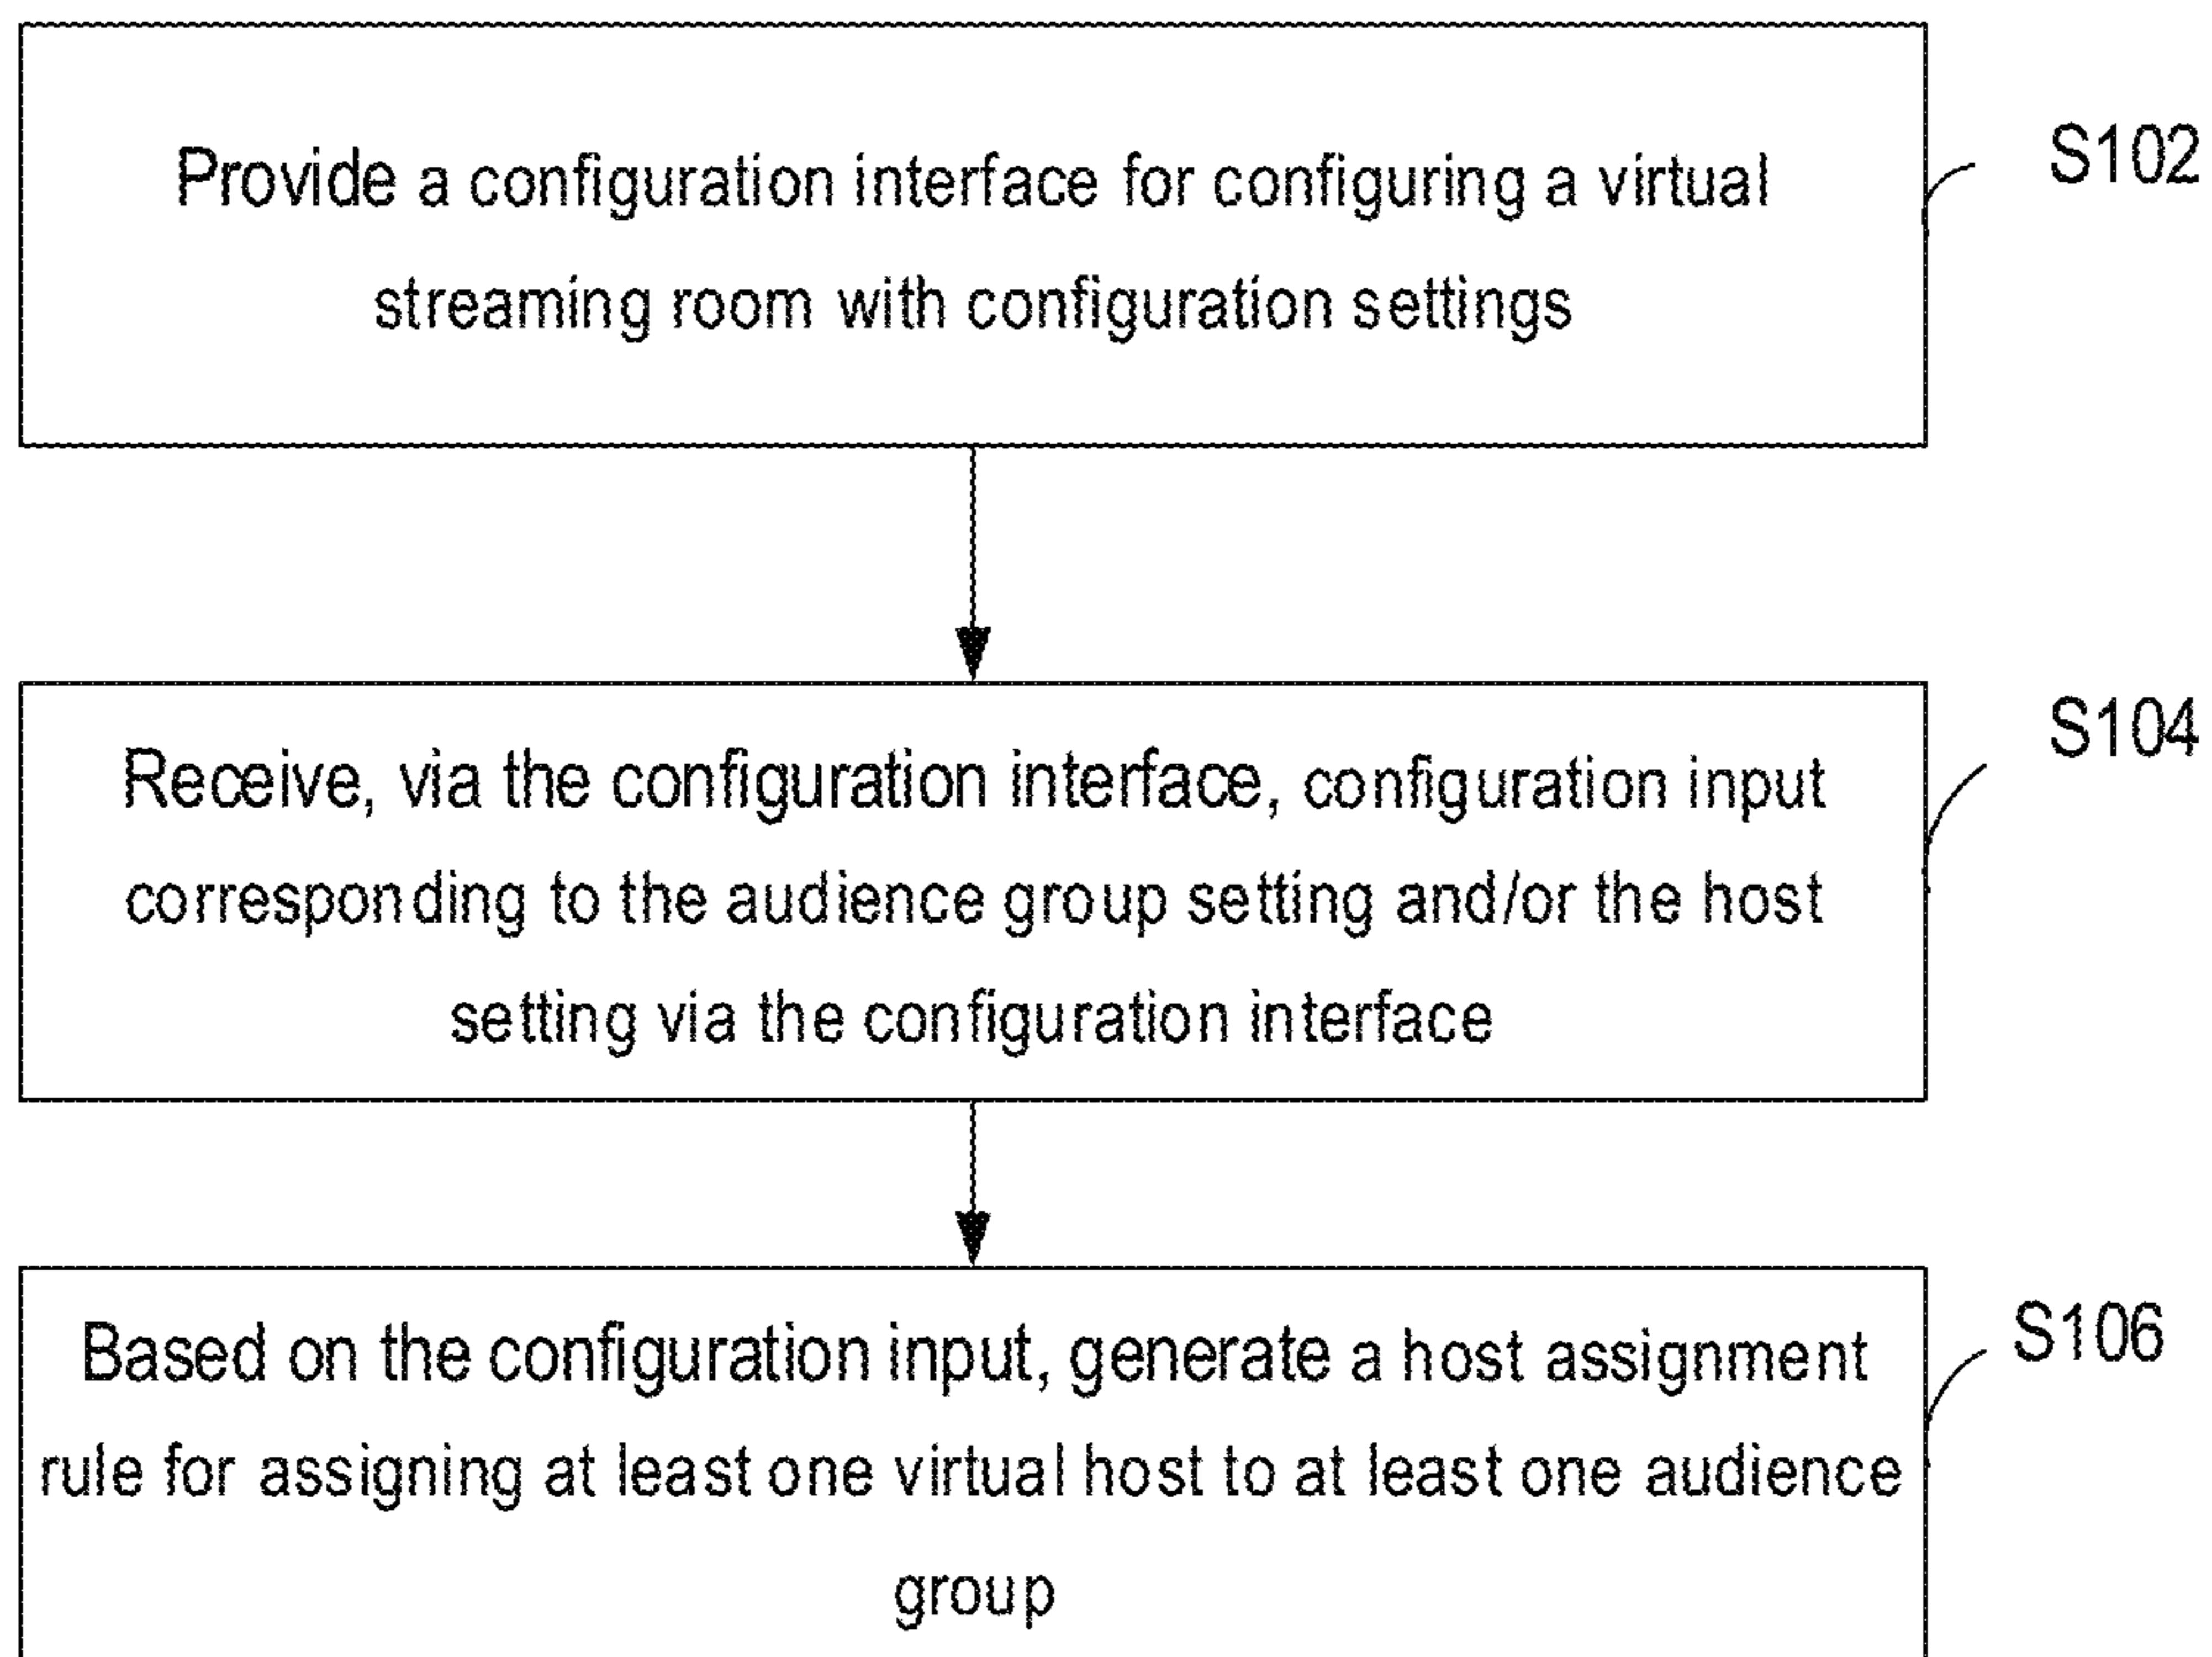 Provide a configuration interface for configuring a virtual
streaming room with configuration settings
S102
Receive, via the configuration interface, configuration input
corresponding to the audience group setting and/or the host
setting via the configuration interface
S104
Based on the configuration input, generate a host assignment
rule for assigning at least one virtual host to at least one audience
group
S106